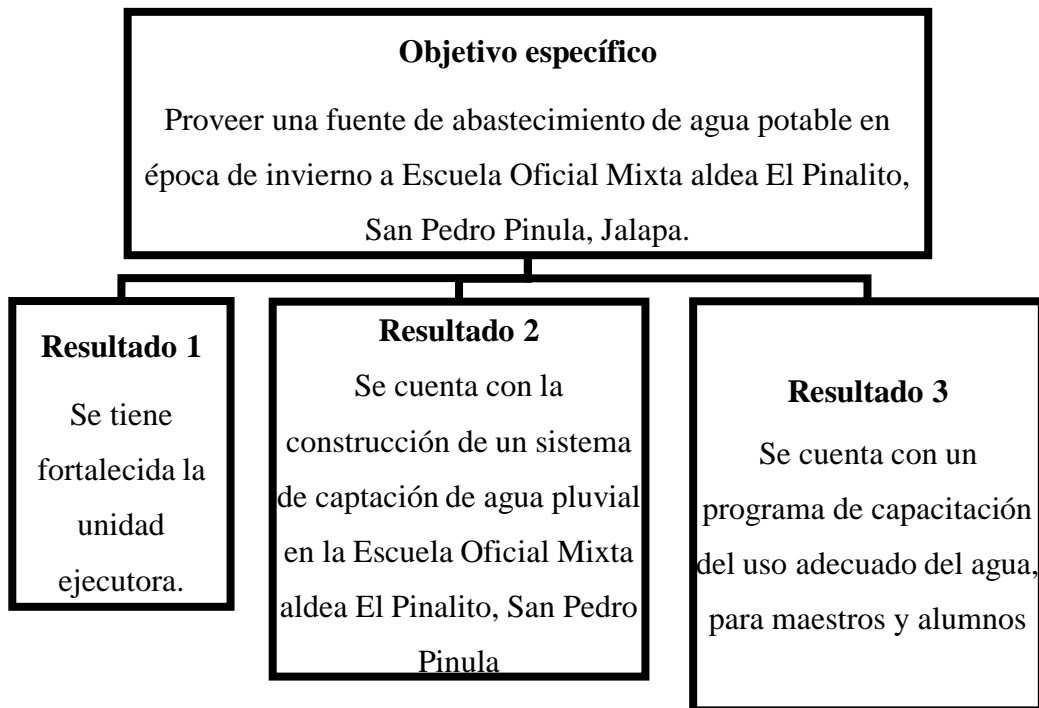 Objetivo específico
Proveer una fuente de abastecimiento de agua potable en
época de invierno a Escuela Oficial Mixta aldea El Pinalito,
San Pedro Pinula, Jalapa.
Resultado 1
Se tiene
fortalecida la
unidad
ejecutora.
Resultado 2
Se cuenta con la
construcción de un sistema
de captación de agua pluvial
en la Escuela Oficial Mixta
aldea El Pinalito, San Pedro
Pinula
Resultado 3
Se cuenta con un
programa de capacitación
del uso adecuado del agua,
para maestros y alumnos